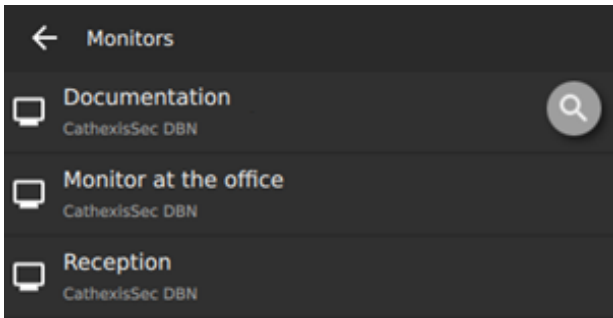 Monitors
Documentation
CathexisSec DBN
Monitor at the office
CathexisSec DBN
Reception
CathexisSec DBN